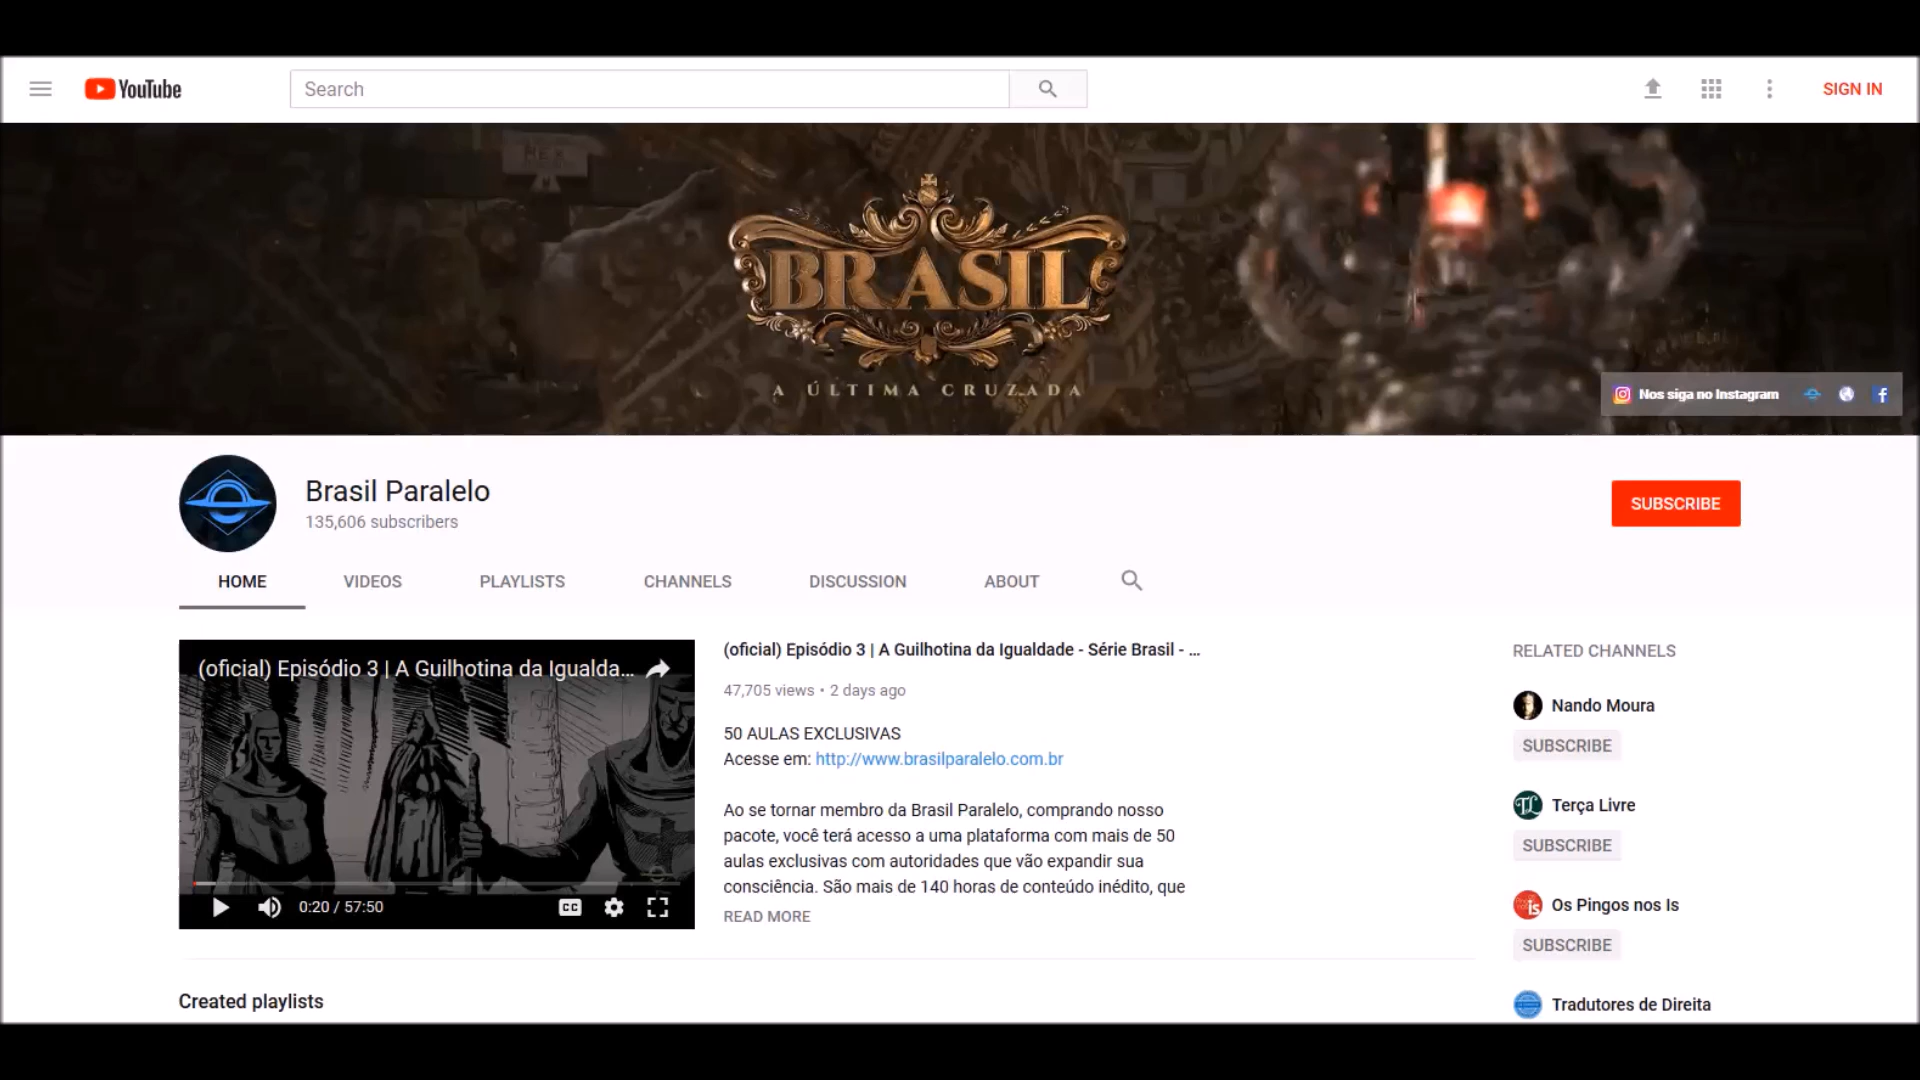 YouTube
Search
SIGN IN
BRASIL
A ÚLTIMA CRUZADA
Nos siga no Instagram
Brasil Paralelo
135,606 subscribers
SUBSCRIBE
HOME
VIDEOS
PLAYLISTS
CHANNELS
DISCUSSION
ABOUT
(oficial) Episódio 3 | A Guilhotina da Igualda...
CC
0:20 / 57:50
(oficial) Episódio 3 | A Guilhotina da Igualdade - Série Brasil - ...
47,705 views • 2 days ago
50 AULAS EXCLUSIVAS
Acesse em: http://www.brasilparalelo.com.br
Ao se tornar membro da Brasil Paralelo, comprando nosso
pacote, você terá acesso a uma plataforma com mais de 50
aulas exclusivas com autoridades que vão expandir sua
consciência. São mais de 140 horas de conteúdo inédito, que
READ MORE
RELATED CHANNELS
Nando Moura
SUBSCRIBE
TL
Terça Livre
SUBSCRIBE
is
Os Pingos nos Is
SUBSCRIBE
Tradutores de Direita
Created playlists